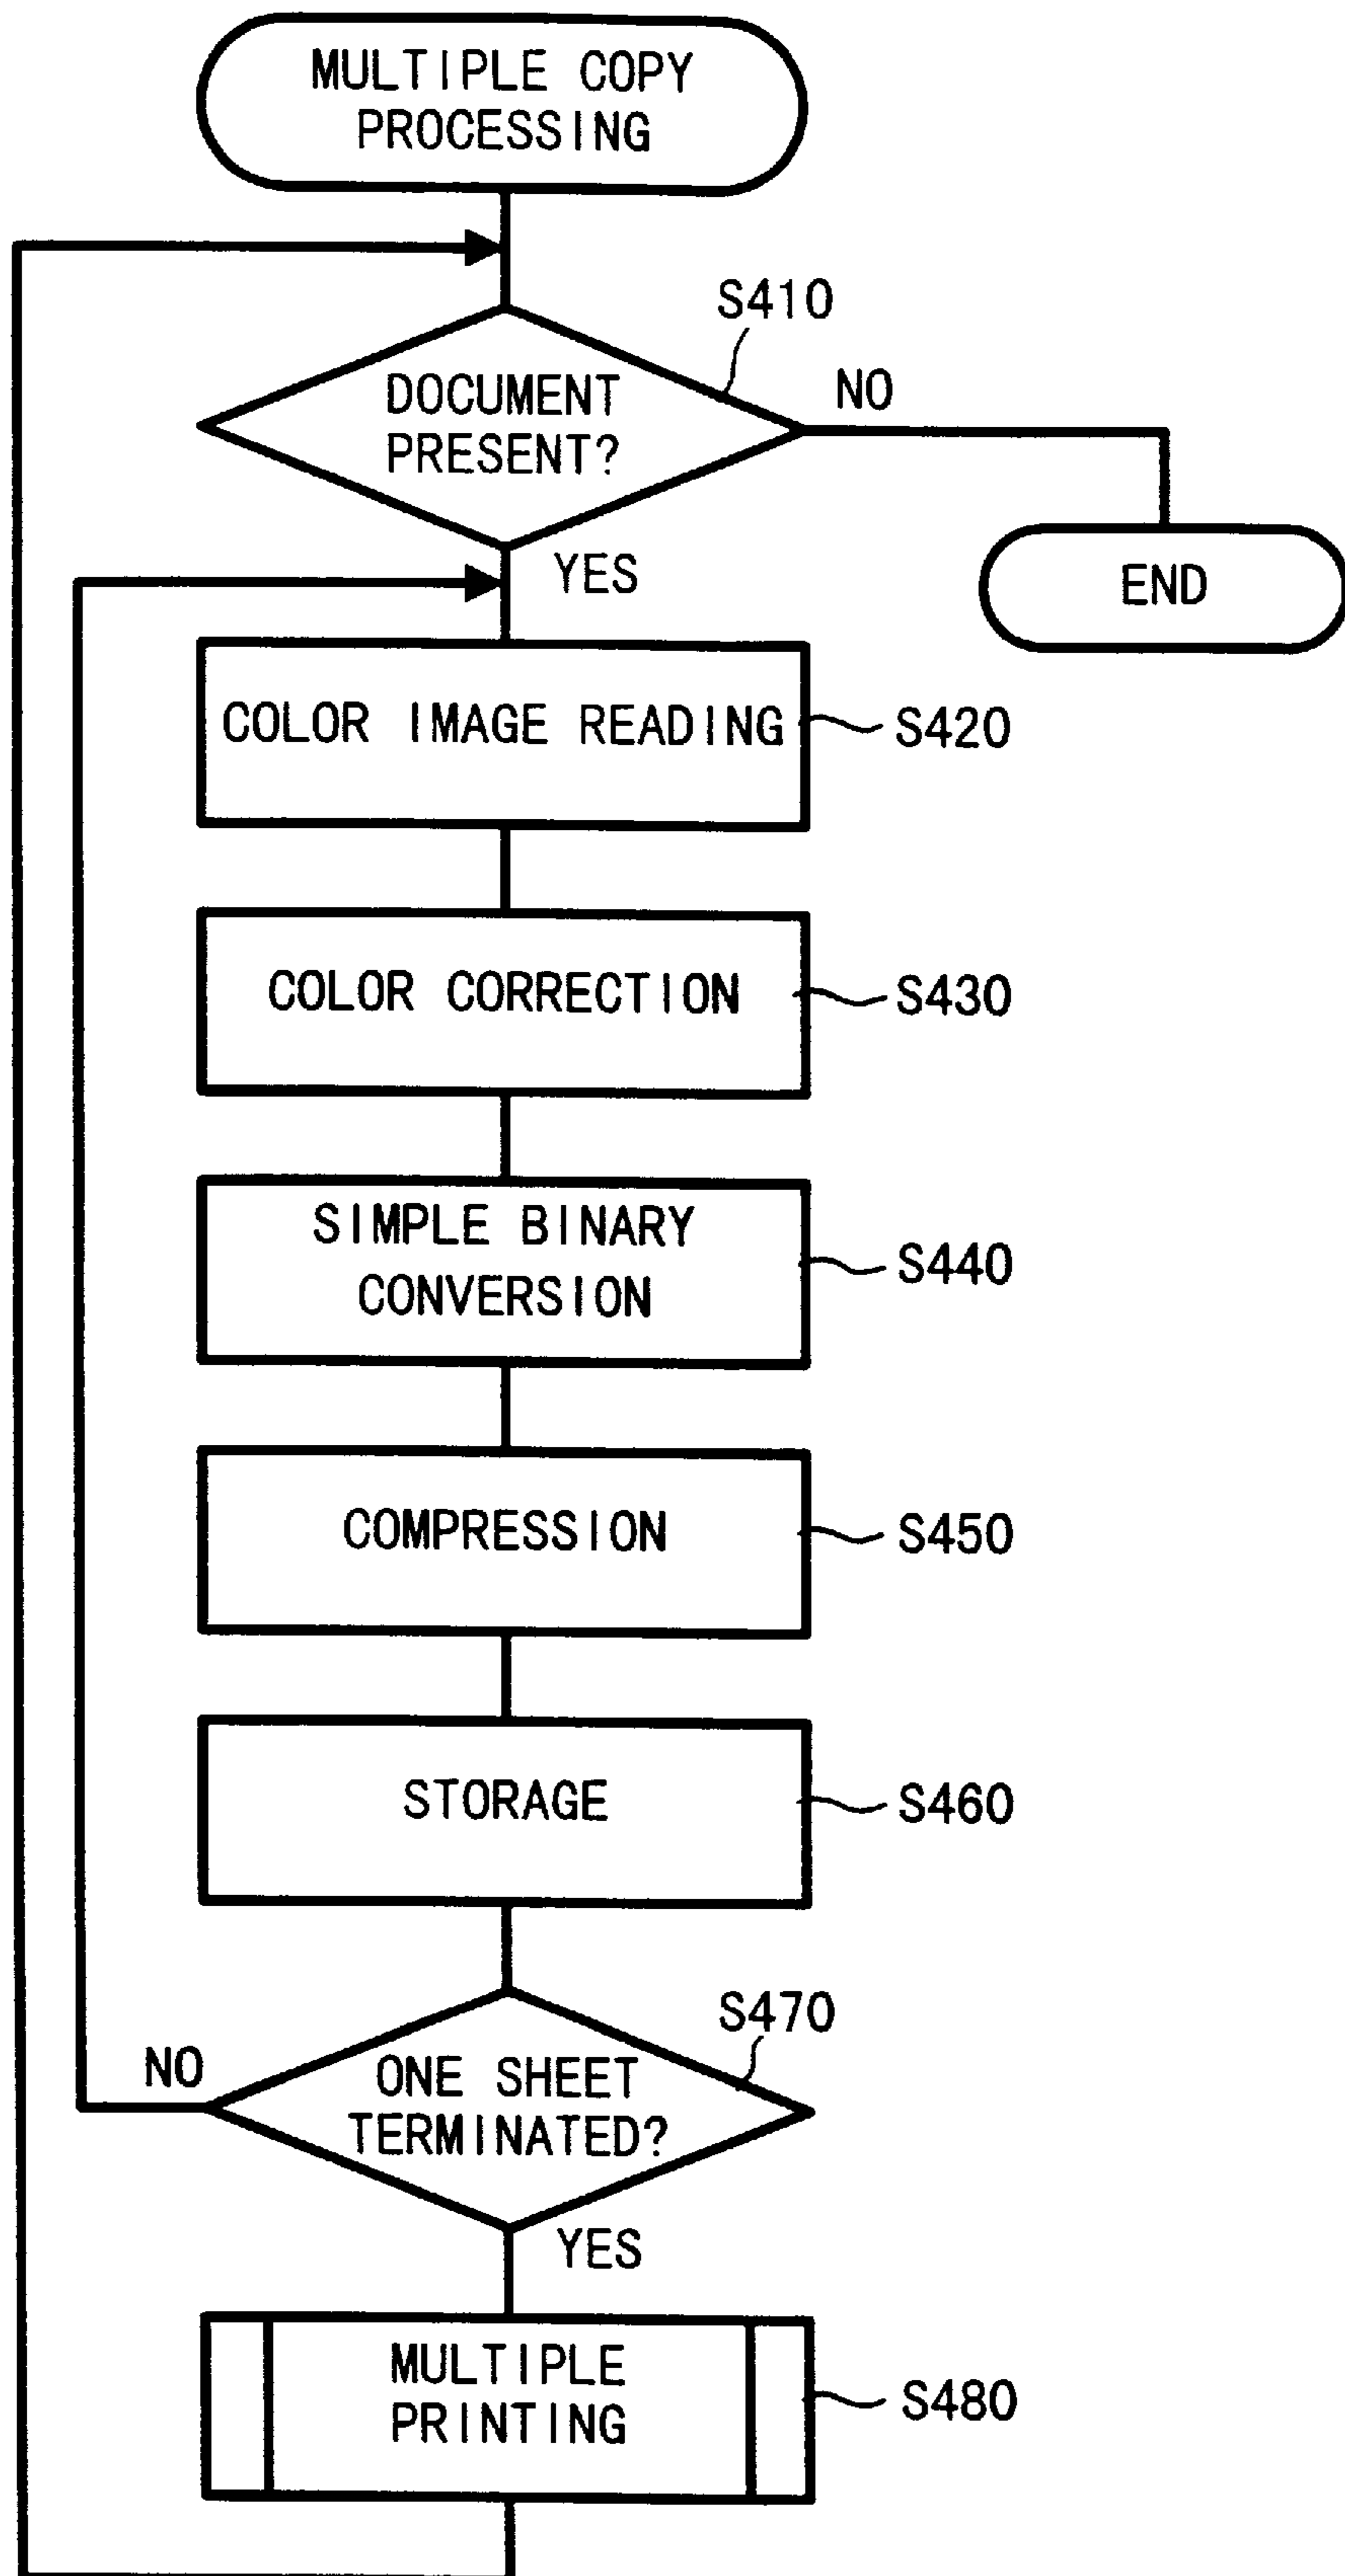 MULTIPLE COPY
PROCESSING
S410
DOCUMENT
PRESENT?
NO
YES
END
COLOR IMAGE READING
S420
COLOR CORRECTION
S430
SIMPLE BINARY
CONVERSION
S440
COMPRESSION
S450
STORAGE
S460
S470
NO
ONE SHEET
TERMINATED?
YES
MULTIPLE
PRINTING
S480